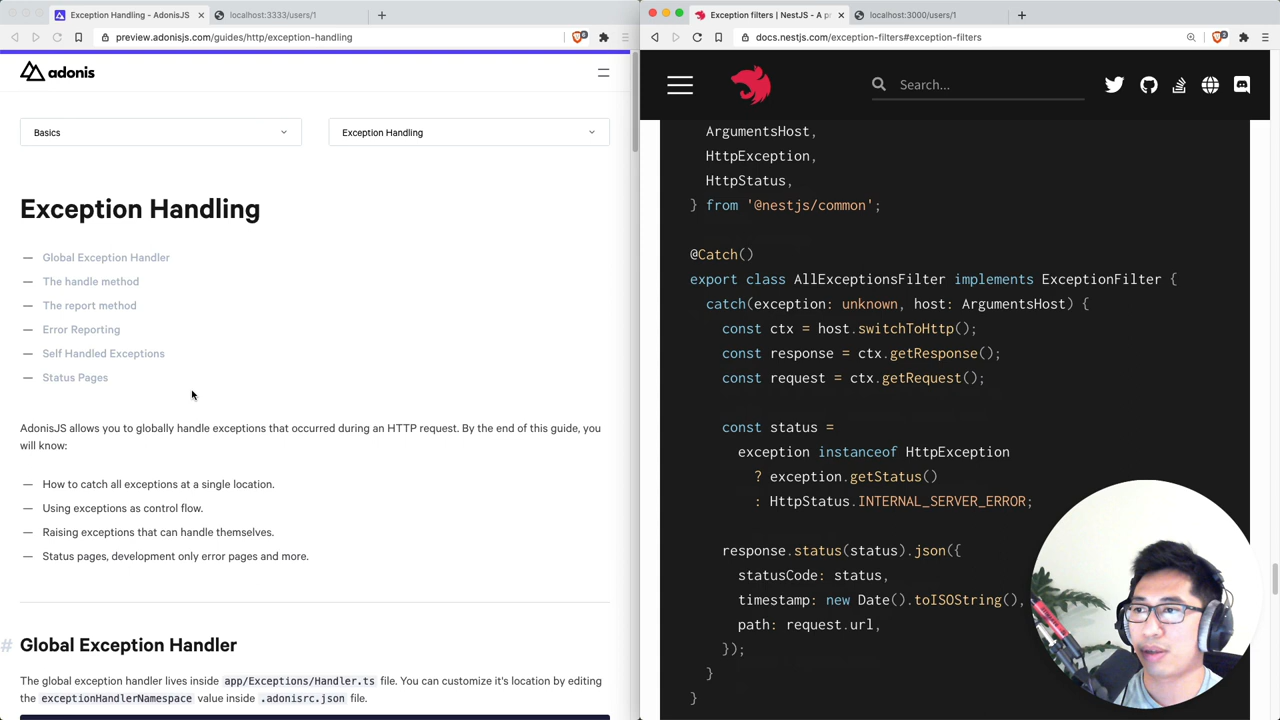 Exception Handling - AdonisJS
localhost:3333/users/1
preview.adonisjs.com/guides/http/exception-handling
6
adonis
Basics
Exception Handling
Exception Handling
— Global Exception Handler
— The handle method
— The report method
— Error Reporting
— Self Handled Exceptions
— Status Pages
AdonisJS allows you to globally handle exceptions that occurred during an HTTP request. By the end of this guide, you
will know:
— How to catch all exceptions at a single location.
— Using exceptions as control flow.
— Raising exceptions that can handle themselves.
— Status pages, development only error pages and more.
# Global Exception Handler
The global exception handler lives inside app/Exceptions/Handler.ts file. You can customize it's location by editing
the exceptionHandlerNamespace value inside .adonisrc.json file.
Exception filters | NestJS - A pr
localhost:3000/users/1
docs.nestjs.com/exception-filters#exception-filters
Search...
ArgumentsHost,
HttpException,
HttpStatus,
} from '@nestjs/common';
@Catch()
export class AllExceptionsFilter implements ExceptionFilter {
catch(exception: unknown, host: ArgumentsHost) {
const ctx = host.switchToHttp();
const response = ctx.getResponse();
const request = ctx.getRequest();
const status =
exception instanceof HttpException
? exception.getStatus()
: HttpStatus.INTERNAL_SERVER_ERROR;
response.status(status).json({
statusCode: status,
timestamp: new Date().toISOString(),
path: request.url,
});
}
}